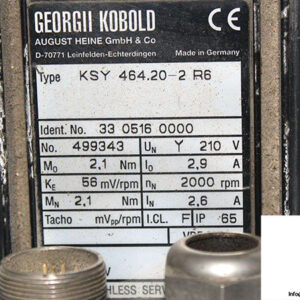 GEORGII KOBOLD CE
AUGUST HEINE GmbH & Co
D-70771 Leinfelden-Echterdingen Made in Germany
Type KSY 464.20-2 R6
Ident. No. 33 0516 0000
No. 499343 UN Y 210 V
M0 2,1 Nm I0 2,9 A
KE 56 mV/rpm nN 2000 rpm
MN 2,1 Nm IN 2,6 A
Tacho mVpp/rpm I.CL. F IP 65
V
HLESS SERV